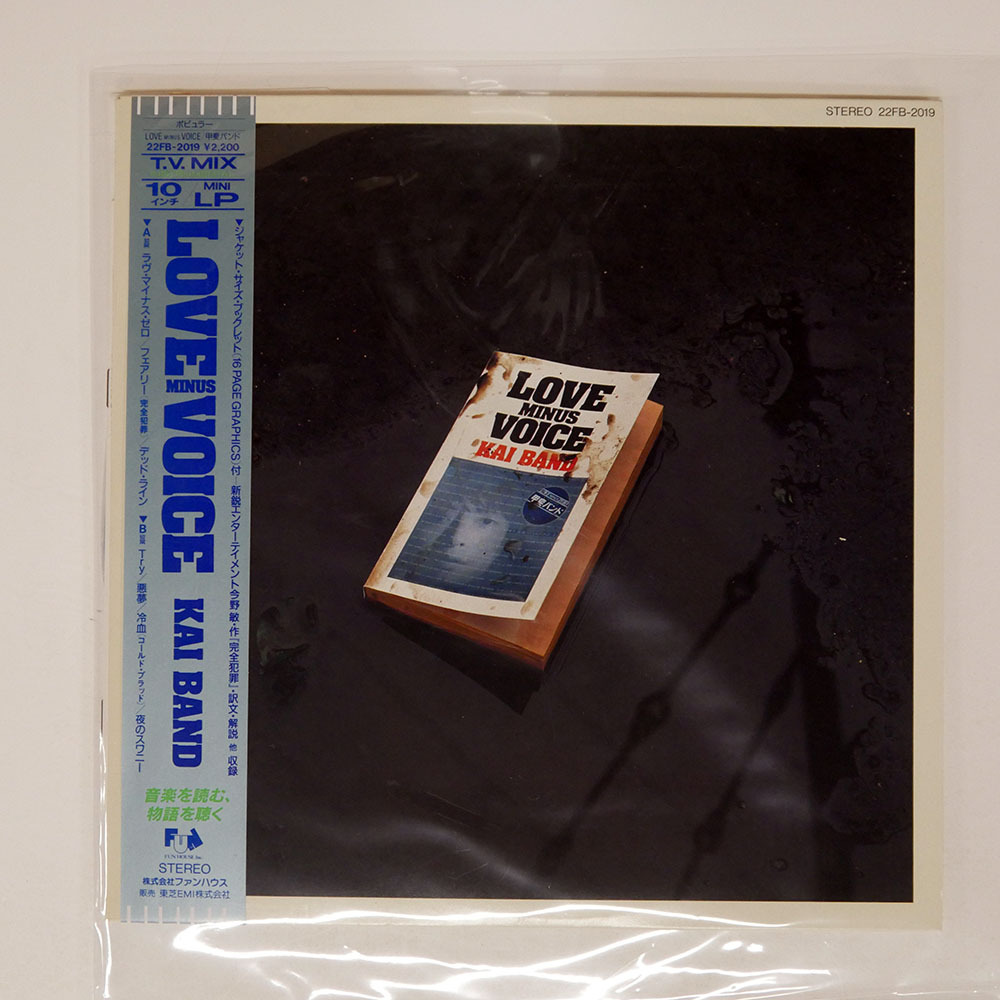 STEREO 22FB-2019
ポピュラー
LOVE MINUS VOICE 甲斐バンド
22FB-2019 ¥2,200
T.V. MIX
10インチ/MINI LP
LOVE MINUS VOICE KAI BAND
▼ジャケット・サイズ・ブックレット(16 PAGE GRAPHICS)付—新鋭エンターテイメント今野 敏・作「完全犯罪」・訳文・解説 他 収録
▼A面 ラヴ・マイナス・ゼロ/フェアリー 完全犯罪/デッド・ライン ▼B面 Try/悪夢/冷血(コールド・ブラッド)/夜のスワニー
音楽を読む、
物語を聴く
FUN
FUN HOUSE, Inc.
STEREO
株式会社ファンハウス
販売 東芝EMI株式会社
LOVE
MINUS
VOICE
KAI BAND
甲斐バンド